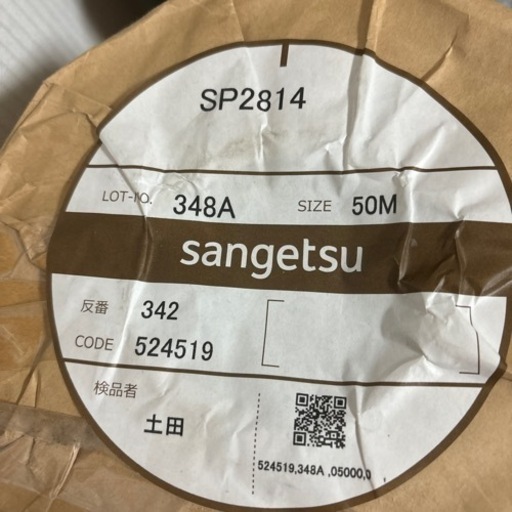 SP2814
LOT-NO. 348A SIZE 50M
sangetsu
反番 342
CODE 524519
検品者
土田
524519,348A ,05000,0 ,